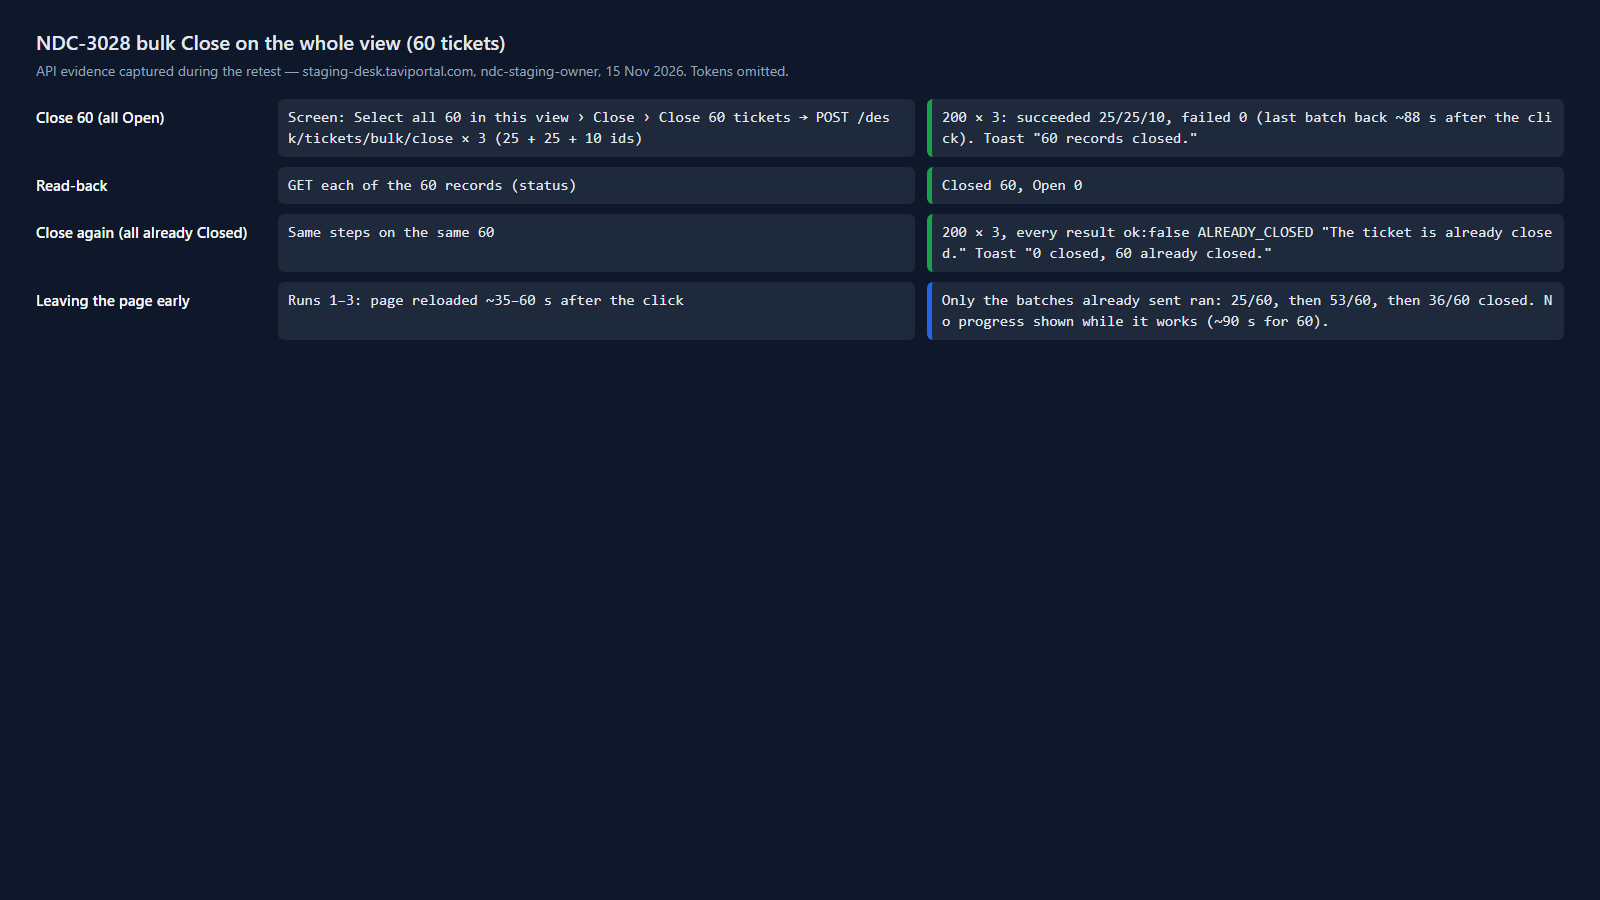 NDC-3028 bulk Close on the whole view (60 tickets)
API evidence captured during the retest — staging-desk.taviportal.com, ndc-staging-owner, 15 Nov 2026. Tokens omitted.
Close 60 (all Open)
Screen: Select all 60 in this view › Close › Close 60 tickets → POST /des
k/tickets/bulk/close × 3 (25 + 25 + 10 ids)
200 × 3: succeeded 25/25/10, failed 0 (last batch back ~88 s after the cli
ck). Toast "60 records closed."
Read-back
GET each of the 60 records (status)
Closed 60, Open 0
Close again (all already Closed)
Same steps on the same 60
200 × 3, every result ok:false ALREADY_CLOSED "The ticket is already close
d." Toast "0 closed, 60 already closed."
Leaving the page early
Runs 1–3: page reloaded ~35–60 s after the click
Only the batches already sent ran: 25/60, then 53/60, then 36/60 closed. N
o progress shown while it works (~90 s for 60).